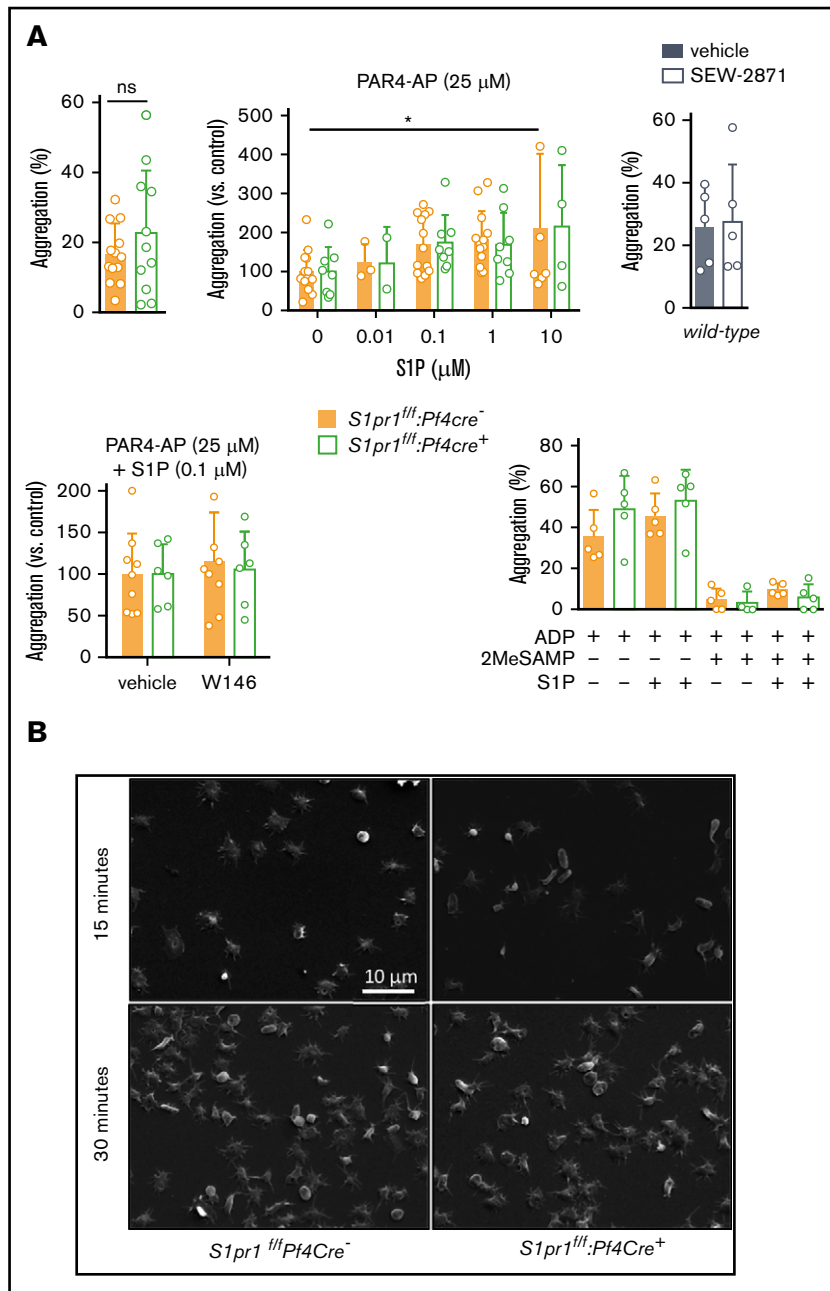 A
vehicle
SEW-2871
ns
60
40
20
0
Aggregation (%)
PAR4-AP (25 μM)
*
500
400
300
200
100
0
Aggregation (vs. control)
0 0.01 0.1 1 10
S1P (μM)
60
40
20
0
Aggregation (%)
wild-type
S1pr1f/f:Pf4cre-
S1pr1f/f:Pf4cre+
PAR4-AP (25 μM)
+ S1P (0.1 μM)
200
150
100
50
0
Aggregation (vs. control)
vehicle W146
80
60
40
20
0
Aggregation (%)
ADP + + + + + + + +
2MeSAMP – – – – + + + +
S1P – – + + – – + +
B
15 minutes
10 μm
30 minutes
S1pr1 f/fPf4Cre-
S1pr1f/f:Pf4Cre+